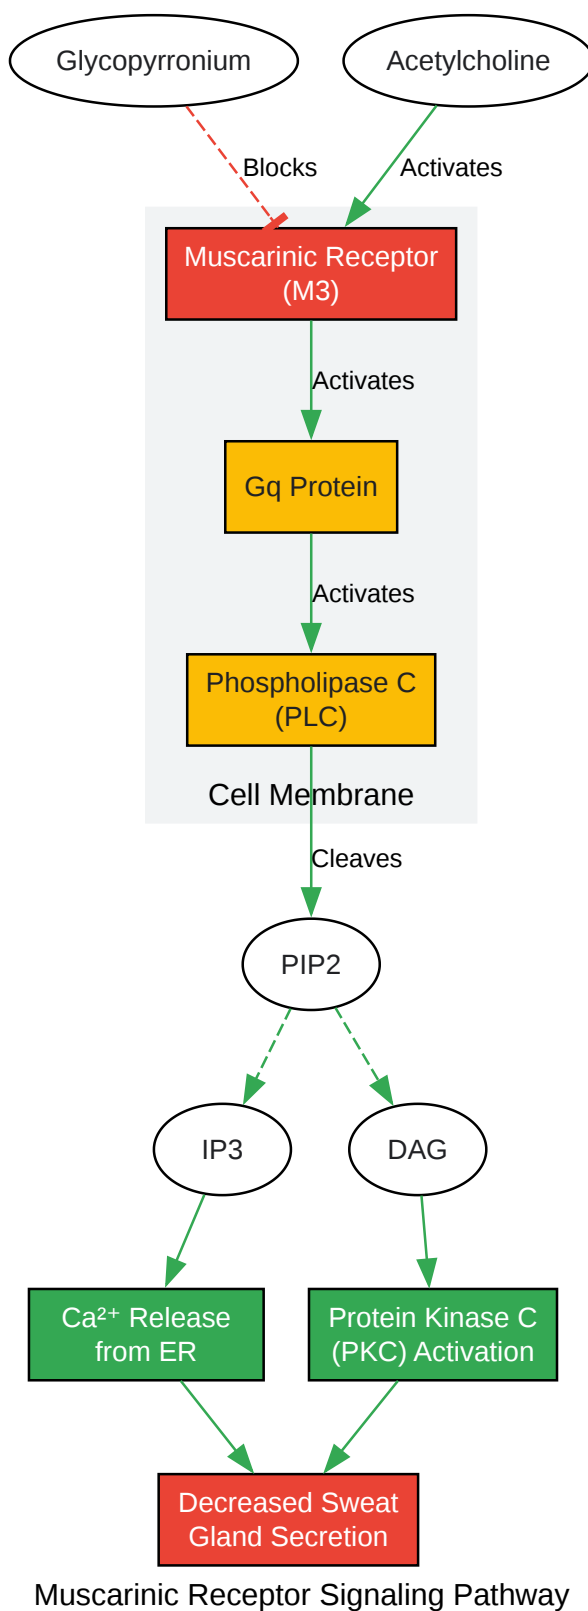 Glycopyrronium
Acetylcholine
Blocks
Activates
Muscarinic Receptor
(M3)
Activates
Gq Protein
Activates
Phospholipase C
(PLC)
Cell Membrane
Cleaves
PIP2
IP3
DAG
Ca²⁺ Release
from ER
Protein Kinase C
(PKC) Activation
Decreased Sweat
Gland Secretion
Muscarinic Receptor Signaling Pathway